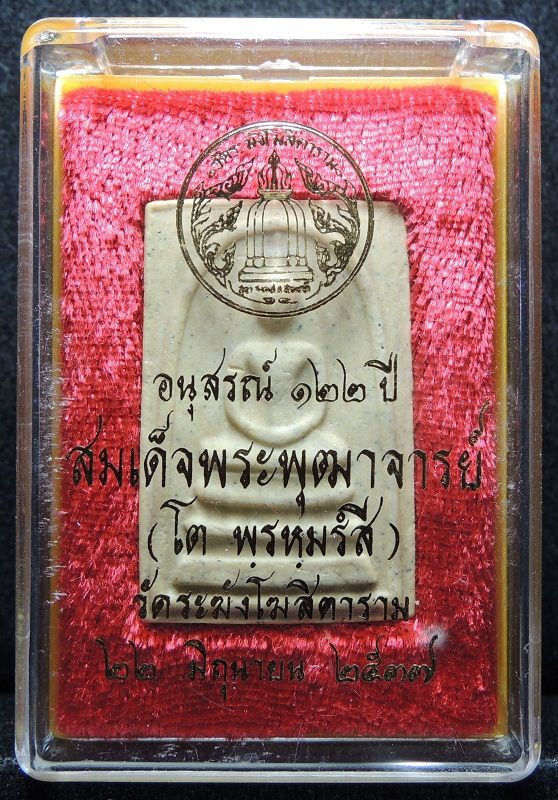 อนุสรณ์ ๑๒๒ ปี
สมเด็จพระพุฒาจารย์
(โต พฺรหฺมรํสี)
วัดระฆังโฆสิตาราม
๒๒ มิถุนายน ๒๕๓๗